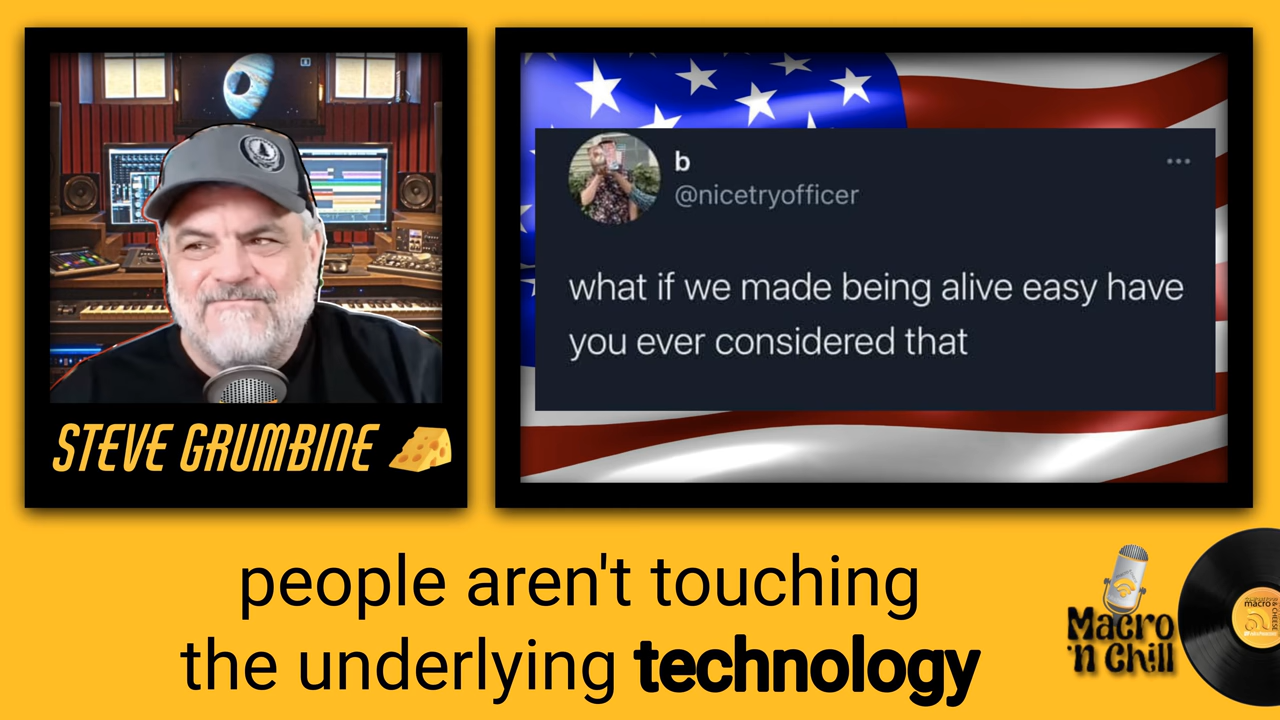 STEVE GRUMBINE
b
@nicetryofficer
what if we made being alive easy have
you ever considered that
people aren't touching
the underlying technology
Macro
'n Chill
macro